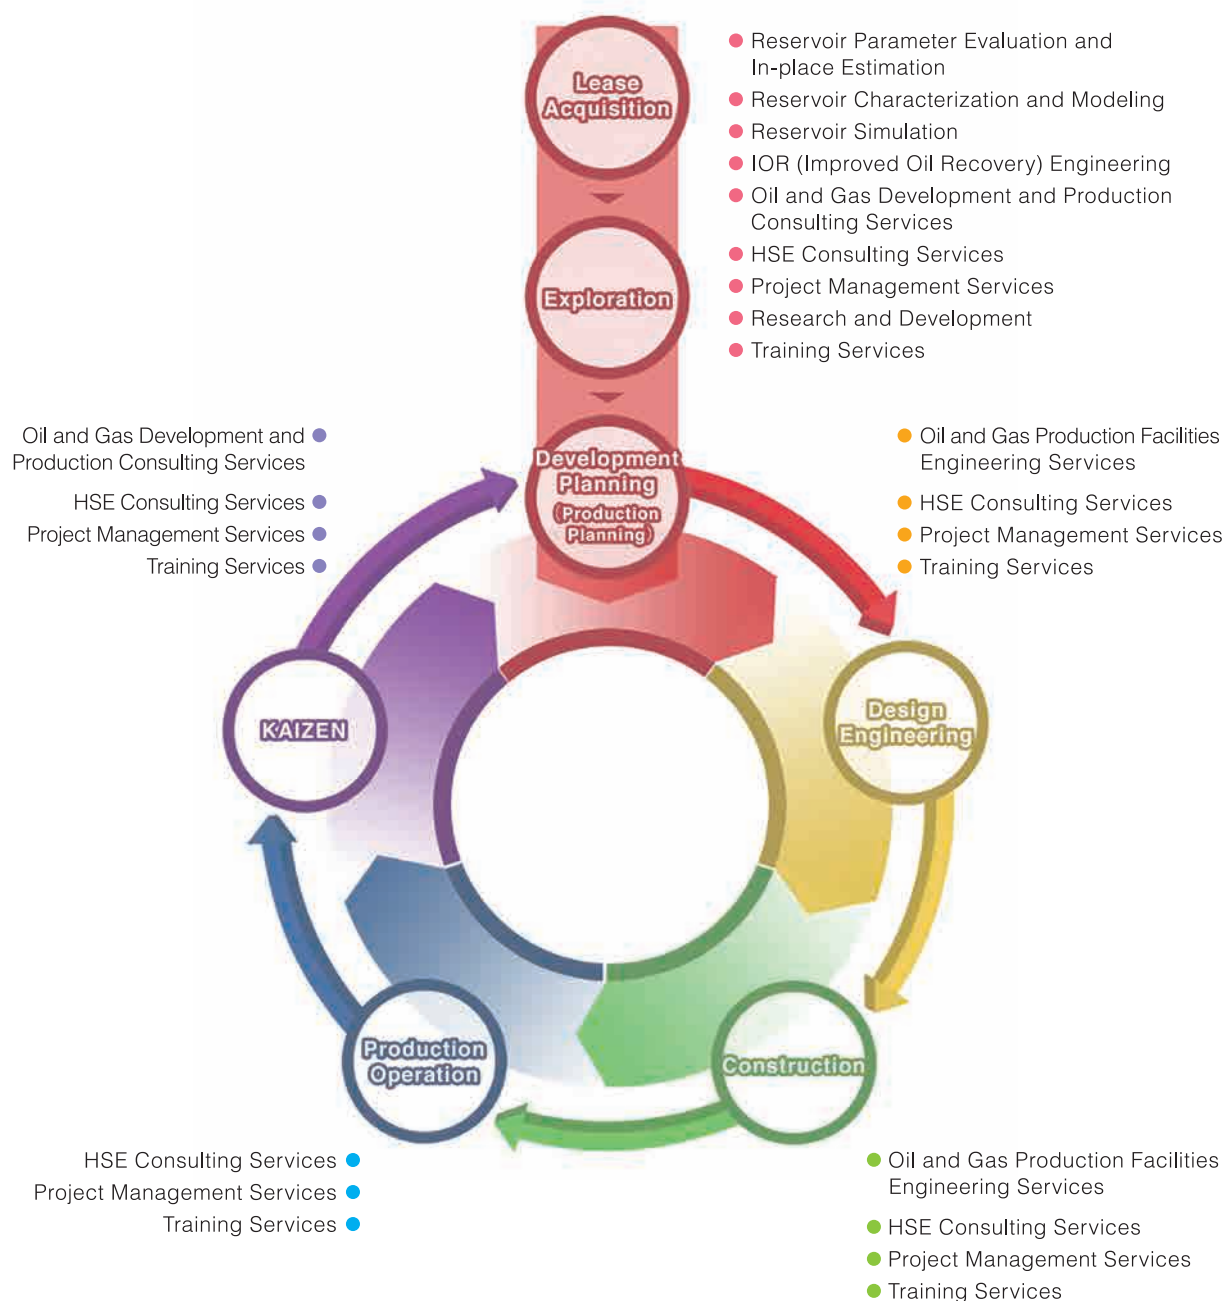 Lease
Acquisition
Reservoir Parameter Evaluation and
In-place Estimation
Reservoir Characterization and Modeling
Reservoir Simulation
IOR (Improved Oil Recovery) Engineering
Oil and Gas Development and Production
Consulting Services
HSE Consulting Services
Project Management Services
Research and Development
Training Services
Exploration
Development
Planning
(Production
Planning)
Oil and Gas Development and
Production Consulting Services
HSE Consulting Services
Project Management Services
Training Services
Oil and Gas Production Facilities
Engineering Services
HSE Consulting Services
Project Management Services
Training Services
KAIZEN
Design
Engineering
Production
Operation
Construction
HSE Consulting Services
Project Management Services
Training Services
Oil and Gas Production Facilities
Engineering Services
HSE Consulting Services
Project Management Services
Training Services